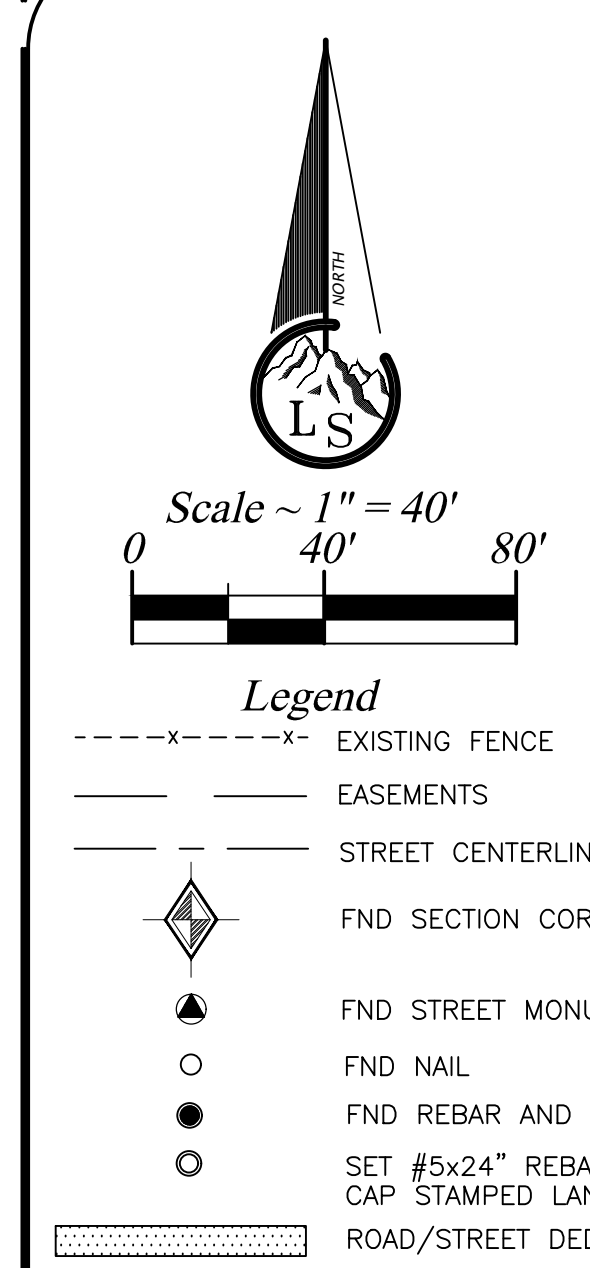 NORTH
L S
Scale ~ 1" = 40'
0 40' 80'
Legend
x x EXISTING FENCE
EASEMENTS
STREET CENTERLIN
FND SECTION COR
FND STREET MONU
FND NAIL
FND REBAR AND
SET #5x24” REBA
CAP STAMPED LAN
ROAD/STREET DED